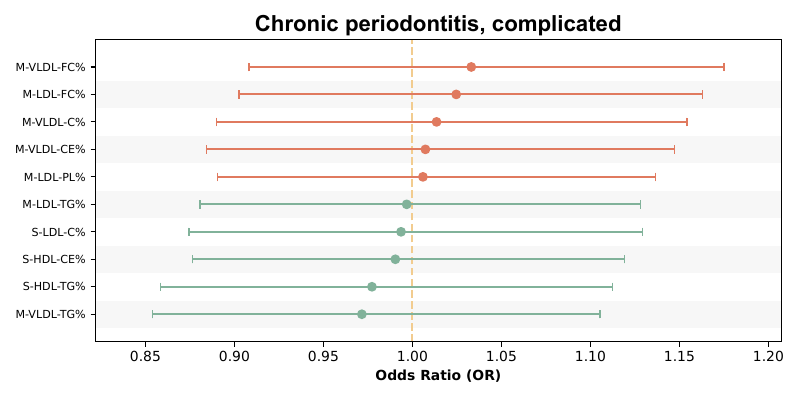 Chronic periodontitis, complicated
M-VLDL-FC%
M-LDL-FC%
M-VLDL-C%
M-VLDL-CE%
M-LDL-PL%
M-LDL-TG%
S-LDL-C%
S-HDL-CE%
S-HDL-TG%
M-VLDL-TG%
0.85 0.90 0.95 1.00 1.05 1.10 1.15 1.20
Odds Ratio (OR)